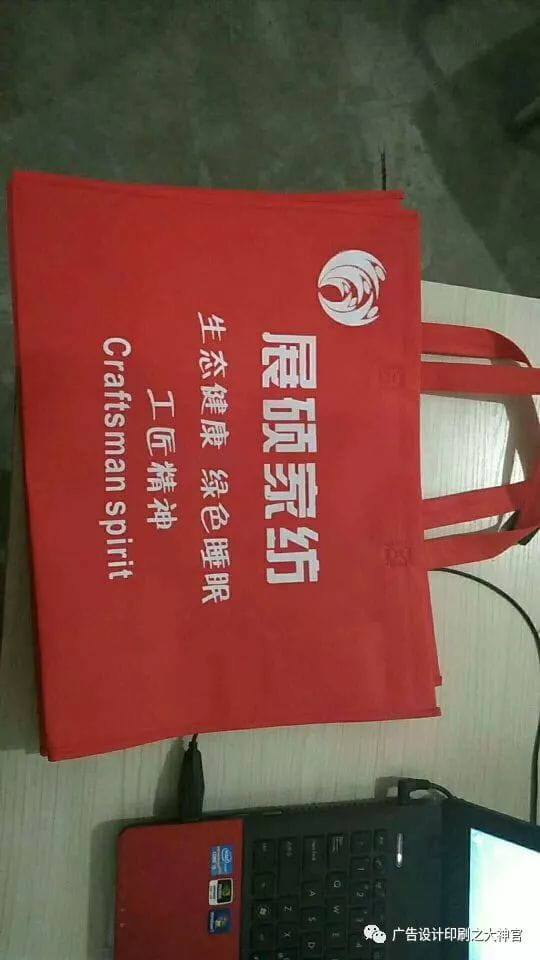 展硕家纺
生态健康 绿色睡眠
工匠精神
Craftsman spirit
广告设计印刷之大神官